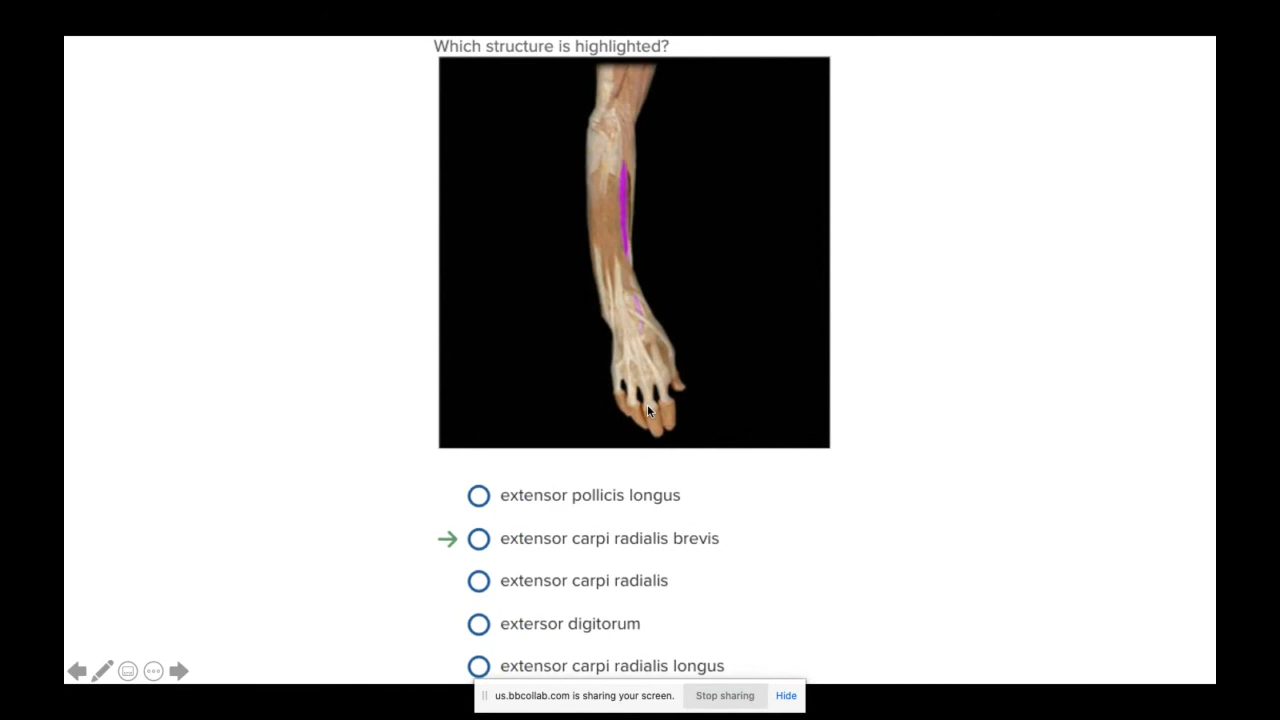 Which structure is highlighted?
extensor pollicis longus
extensor carpi radialis brevis
extensor carpi radialis
extersor digitorum
extensor carpi radialis longus
us.bbcollab.com is sharing your screen. Stop sharing Hide